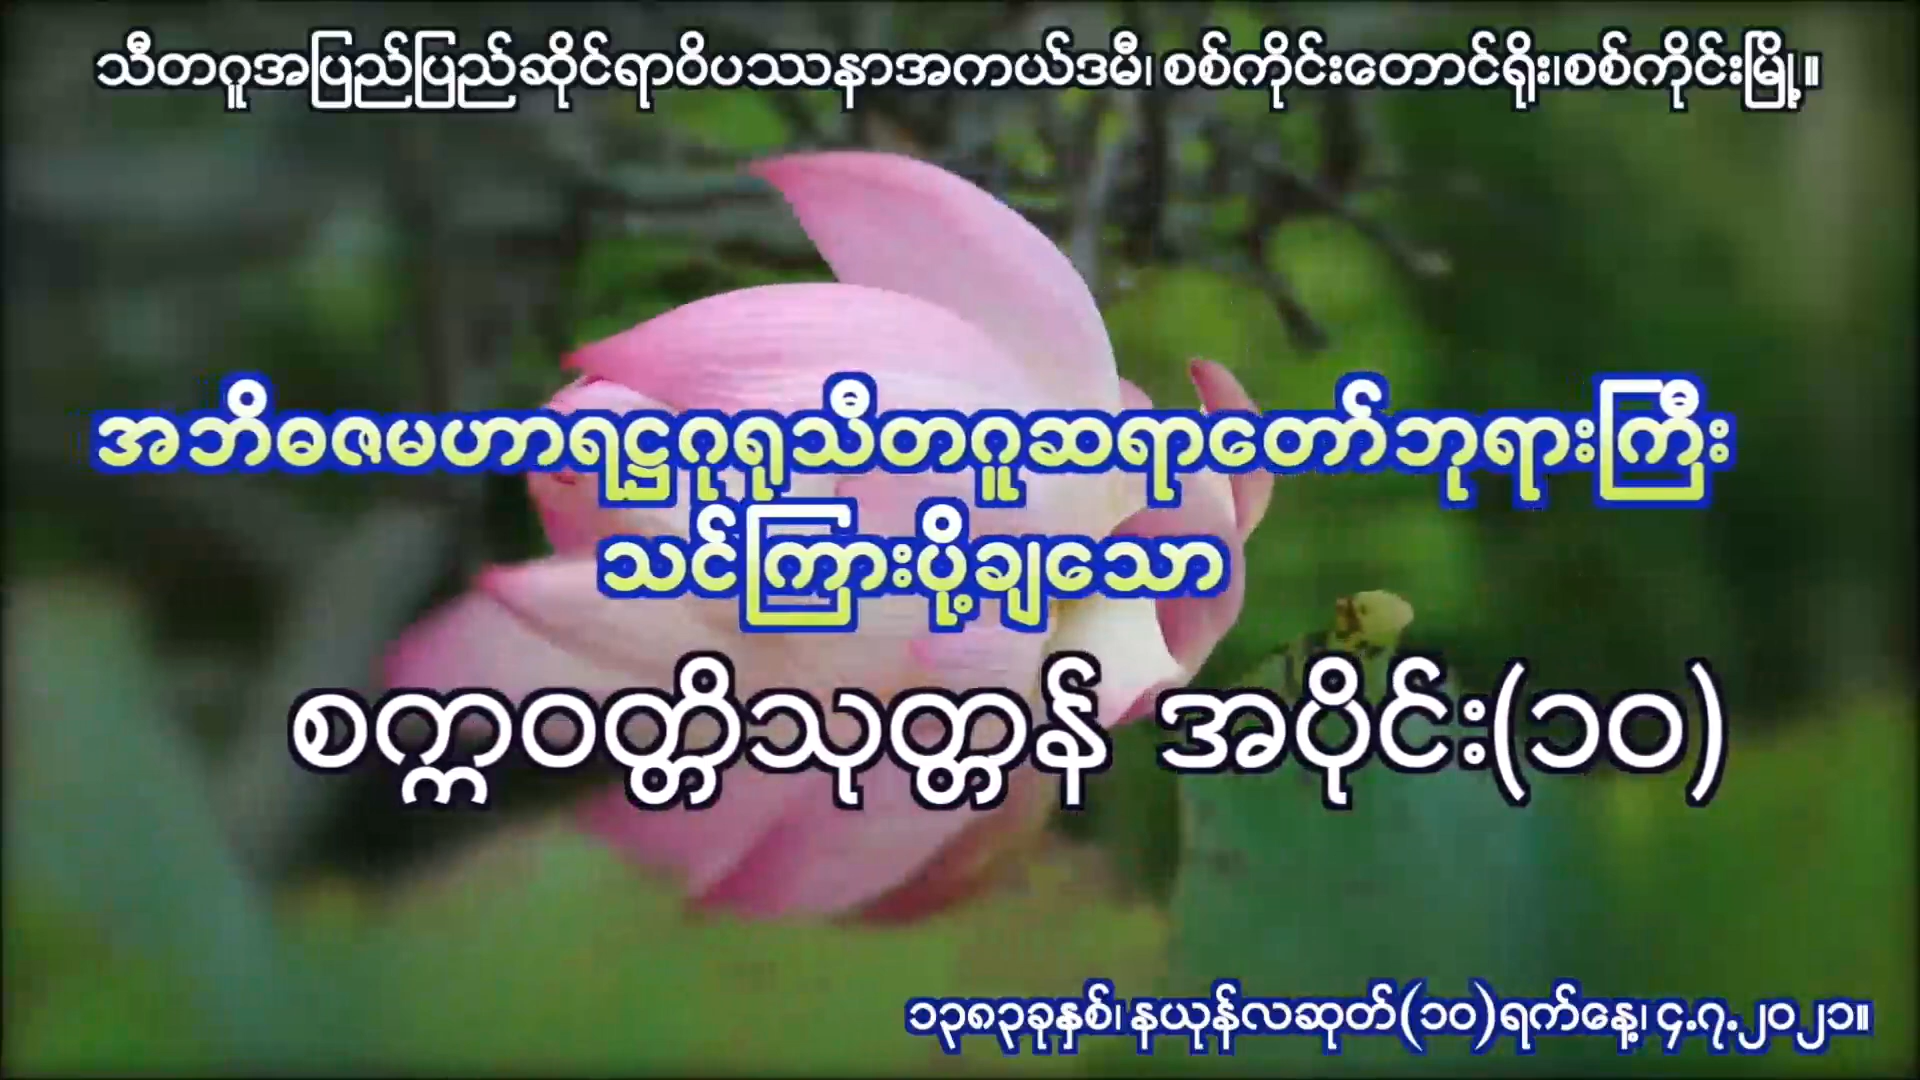 သီတဂူအပြည်ပြည်ဆိုင်ရာဝိပဿနာအကယ်ဒမီ၊ စစ်ကိုင်းတောင်ရိုး၊စစ်ကိုင်းမြို့။
အဘိဓဇမဟာရဋ္ဌဂုရုသီတဂူဆရာတော်ဘုရားကြီး
သင်ကြားပို့ချသော
စက္ကဝတ္တိသုတ္တန် အပိုင်း(၁၀)
၁၃၈၃ခုနှစ်၊ နယုန်လဆုတ်(၁၀)ရက်နေ့၊ ၄.၇.၂၀၂၁။